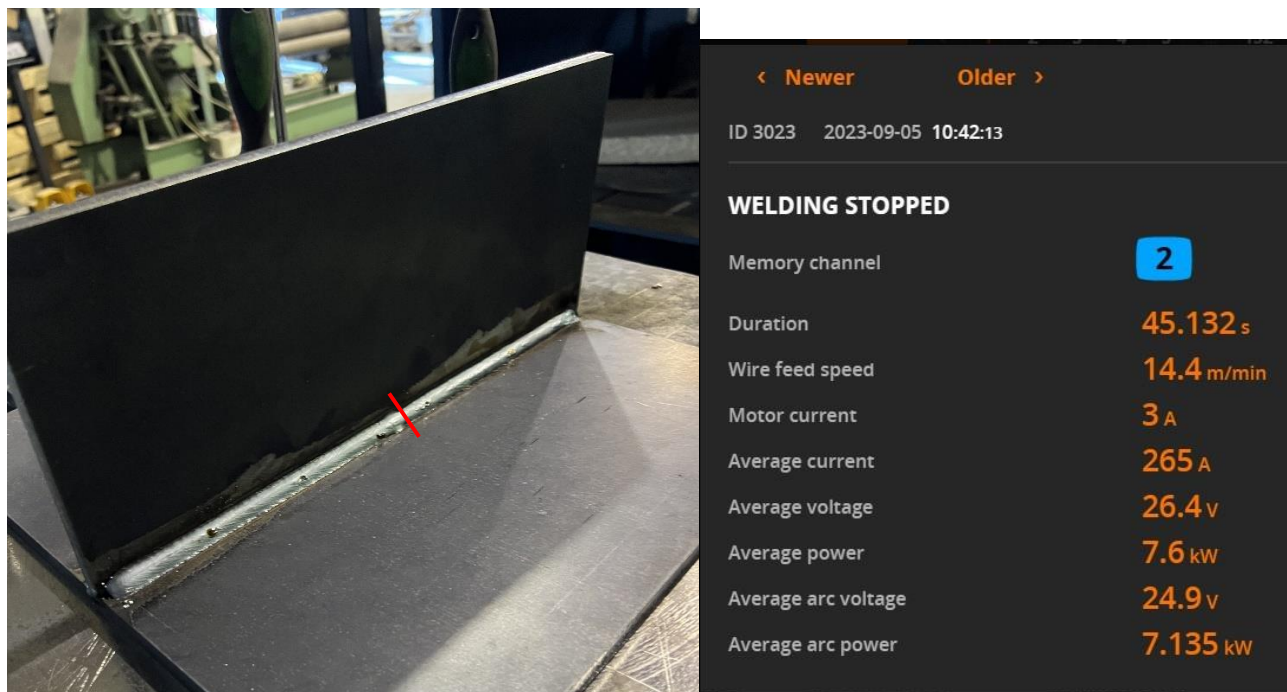 ‹ Newer Older ›
ID 3023 2023-09-05 10:42:13
WELDING STOPPED
Memory channel 2
Duration 45.132 s
Wire feed speed 14.4 m/min
Motor current 3 A
Average current 265 A
Average voltage 26.4 V
Average power 7.6 kW
Average arc voltage 24.9 V
Average arc power 7.135 kW